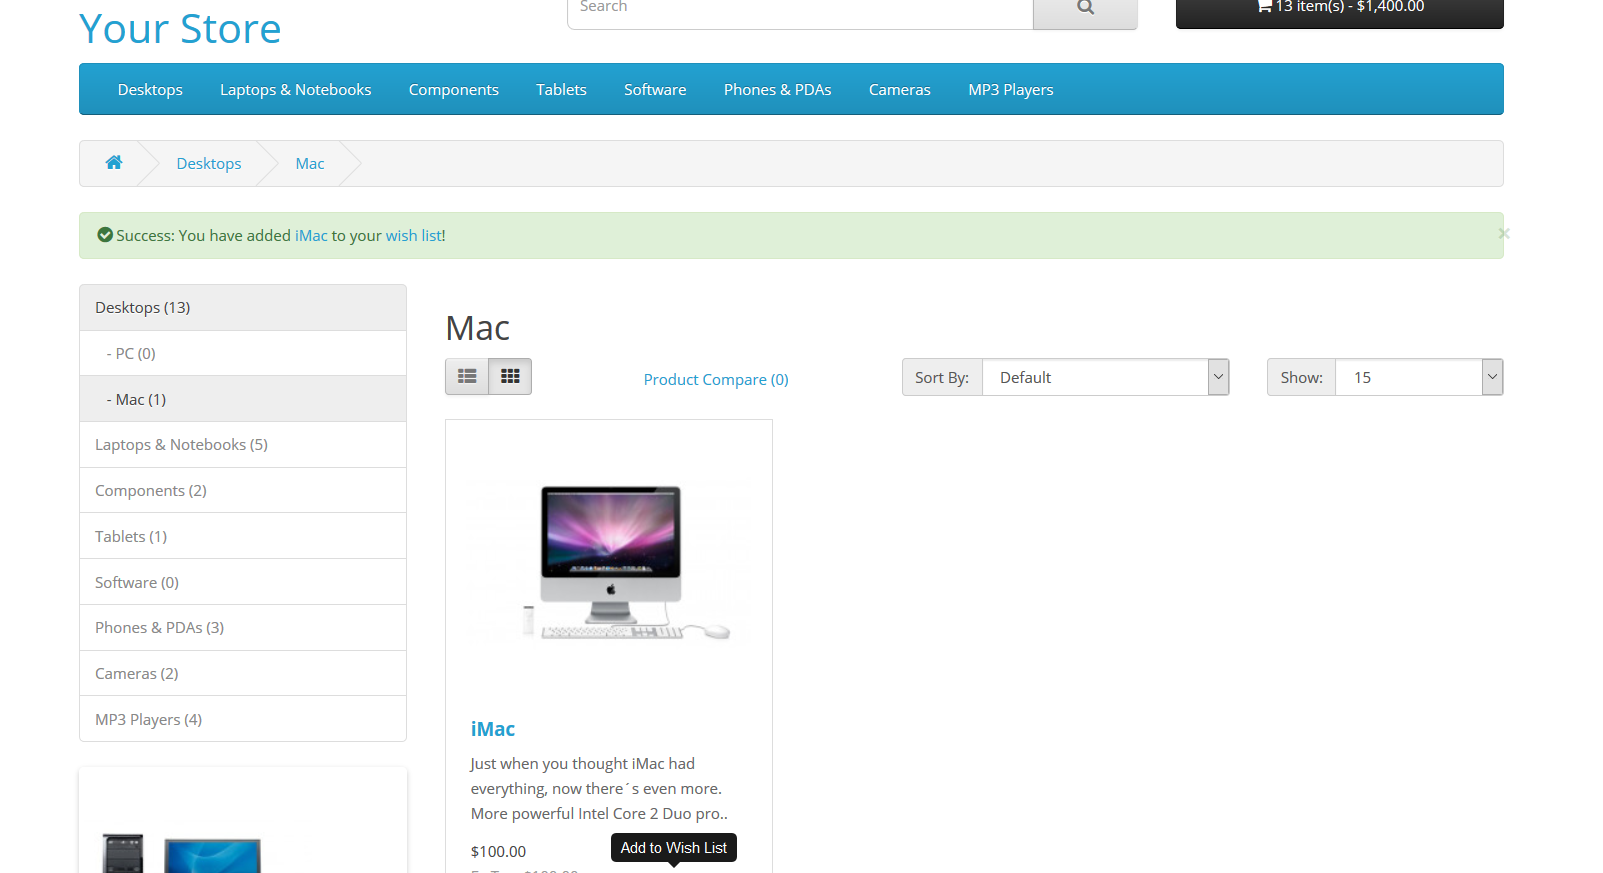 Your Store
Search
13 item(s) - $1,400.00
Desktops Laptops & Notebooks Components Tablets Software Phones & PDAs Cameras MP3 Players
Desktops Mac
Success: You have added iMac to your wish list!
×
Desktops (13)
- PC (0)
- Mac (1)
Laptops & Notebooks (5)
Components (2)
Tablets (1)
Software (0)
Phones & PDAs (3)
Cameras (2)
MP3 Players (4)
Mac
Product Compare (0)
Sort By: Default
Show: 15
iMac
Just when you thought iMac had
everything, now there´s even more.
More powerful Intel Core 2 Duo pro..
$100.00
Add to Wish List